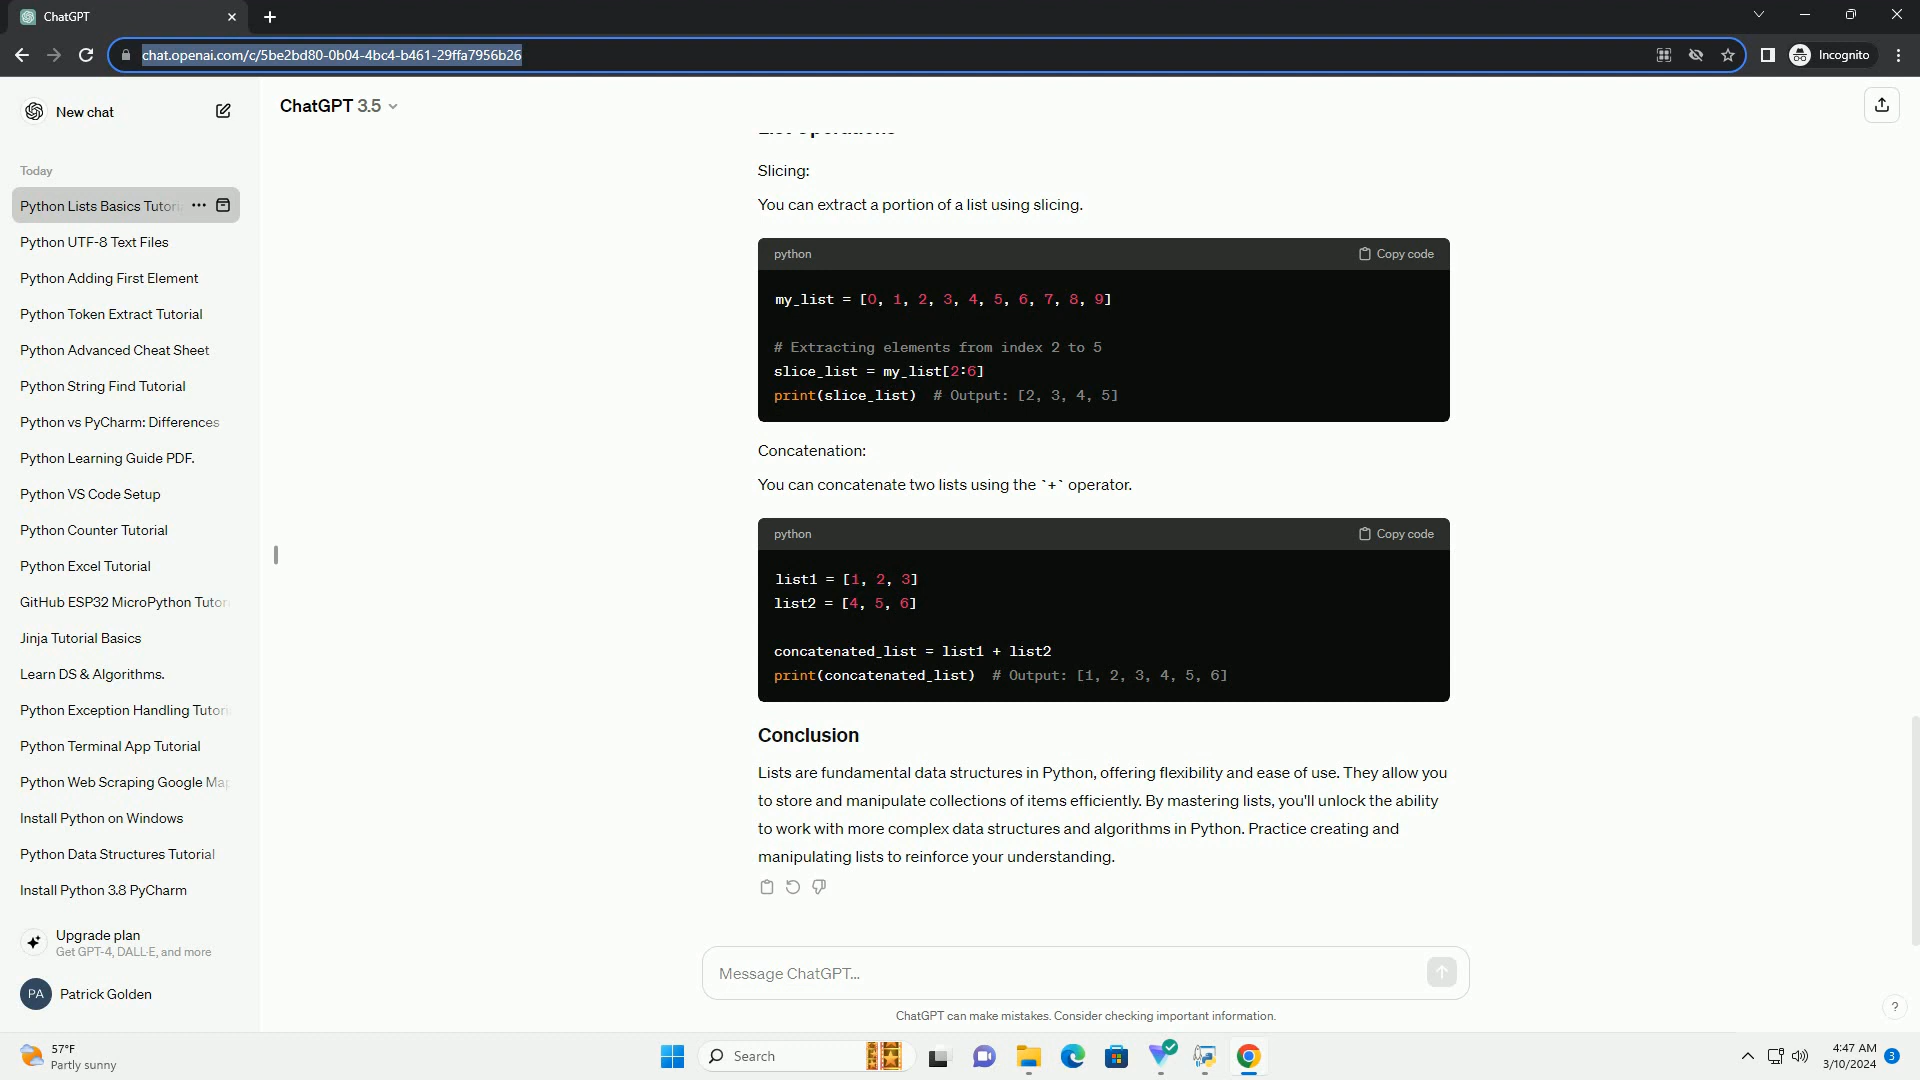 ChatGPT
chat.openai.com/c/5be2bd80-0b04-4bc4-b461-29ffa7956b26
Incognito
New chat
ChatGPT 3.5
Today
Python Lists Basics Tutori
Python UTF-8 Text Files
Python Adding First Element
Python Token Extract Tutorial
Python Advanced Cheat Sheet
Python String Find Tutorial
Python vs PyCharm: Differences
Python Learning Guide PDF.
Python VS Code Setup
Python Counter Tutorial
Python Excel Tutorial
GitHub ESP32 MicroPython Tutor
Jinja Tutorial Basics
Learn DS & Algorithms.
Python Exception Handling Tutori
Python Terminal App Tutorial
Python Web Scraping Google Map
Install Python on Windows
Python Data Structures Tutorial
Install Python 3.8 PyCharm
Upgrade plan
Get GPT-4, DALL·E, and more
PA
Patrick Golden
List Operations
Slicing:
You can extract a portion of a list using slicing.
python
Copy code
my_list = [0, 1, 2, 3, 4, 5, 6, 7, 8, 9]
# Extracting elements from index 2 to 5
slice_list = my_list[2:6]
print(slice_list)  # Output: [2, 3, 4, 5]
Concatenation:
You can concatenate two lists using the `+` operator.
python
Copy code
list1 = [1, 2, 3]
list2 = [4, 5, 6]
concatenated_list = list1 + list2
print(concatenated_list)  # Output: [1, 2, 3, 4, 5, 6]
Conclusion
Lists are fundamental data structures in Python, offering flexibility and ease of use. They allow you
to store and manipulate collections of items efficiently. By mastering lists, you'll unlock the ability
to work with more complex data structures and algorithms in Python. Practice creating and
manipulating lists to reinforce your understanding.
Message ChatGPT...
ChatGPT can make mistakes. Consider checking important information.
?
57°F
Partly sunny
Search
4:47 AM
3/10/2024
3